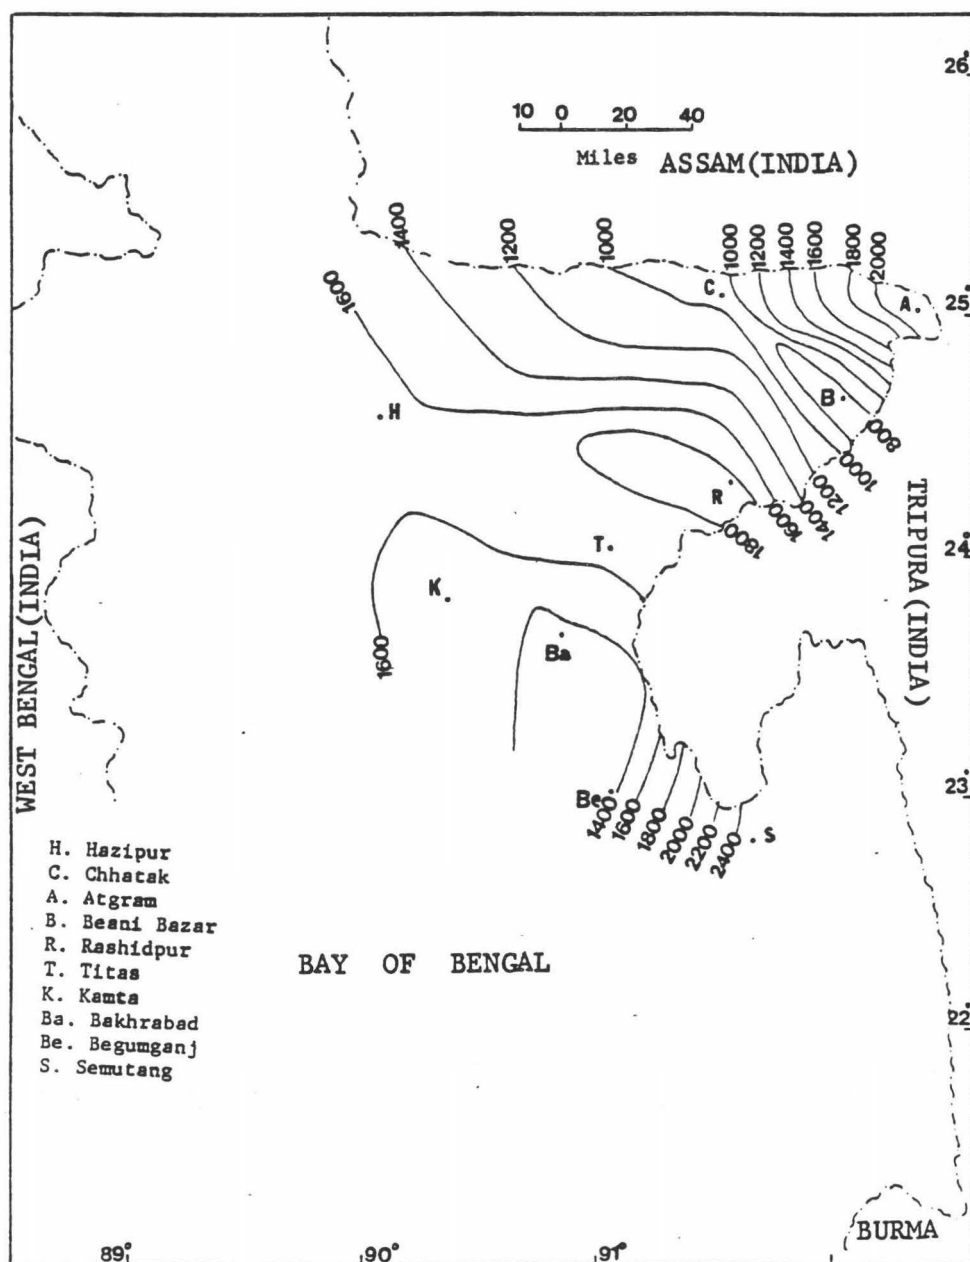 26
10 0 20 40
Miles
ASSAM(INDIA)
1400
1200
1000
1000
1200
1400
1600
1800
2000
1600
C.
A.
25
.H
B.
800
1000
1200
1400
1600
1800
R
T.
24
K.
Ba
1600
WEST BENGAL(INDIA)
TRIPURA(INDIA)
Be.
1400
1600
1800
2000
2200
2400
23
.S
H. Hazipur
C. Chhatak
A. Atgram
B. Beani Bazar
R. Rashidpur
T. Titas
K. Kamta
Ba. Bakhrabad
Be. Begumganj
S. Semutang
BAY OF BENGAL
22
BURMA
89°
90°
91°